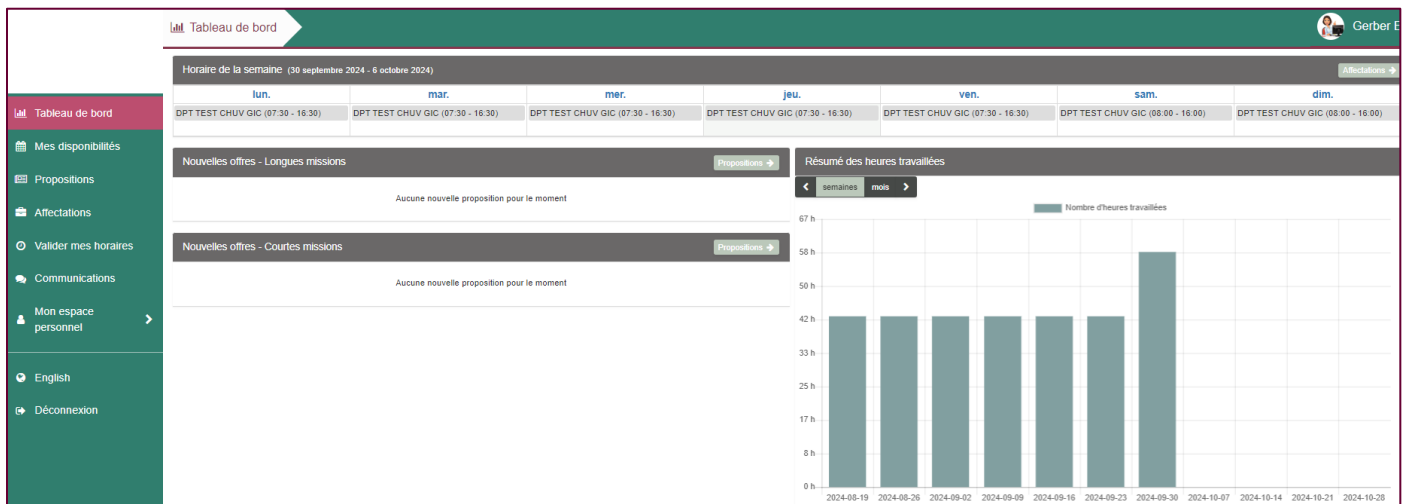 Tableau de bord
Gerber E
Horaire de la semaine (30 septembre 2024 - 6 octobre 2024)
Affectations
lun. mar. mer. jeu. ven. sam. dim.
DPT TEST CHUV GIC (07:30 - 16:30) DPT TEST CHUV GIC (07:30 - 16:30) DPT TEST CHUV GIC (07:30 - 16:30) DPT TEST CHUV GIC (07:30 - 16:30) DPT TEST CHUV GIC (07:30 - 16:30) DPT TEST CHUV GIC (08:00 - 16:00) DPT TEST CHUV GIC (08:00 - 16:00)
Tableau de bord
Mes disponibilités
Propositions
Affectations
Valider mes horaires
Communications
Mon espace
personnel
English
Déconnexion
Nouvelles offres - Longues missions
Propositions
Aucune nouvelle proposition pour le moment
Nouvelles offres - Courtes missions
Propositions
Aucune nouvelle proposition pour le moment
Résumé des heures travaillées
semaines mois
Nombre d'heures travaillées
67 h
58 h
50 h
42 h
33 h
25 h
17 h
8 h
0 h
2024-08-19 2024-08-26 2024-09-02 2024-09-09 2024-09-16 2024-09-23 2024-09-30 2024-10-07 2024-10-14 2024-10-21 2024-10-28